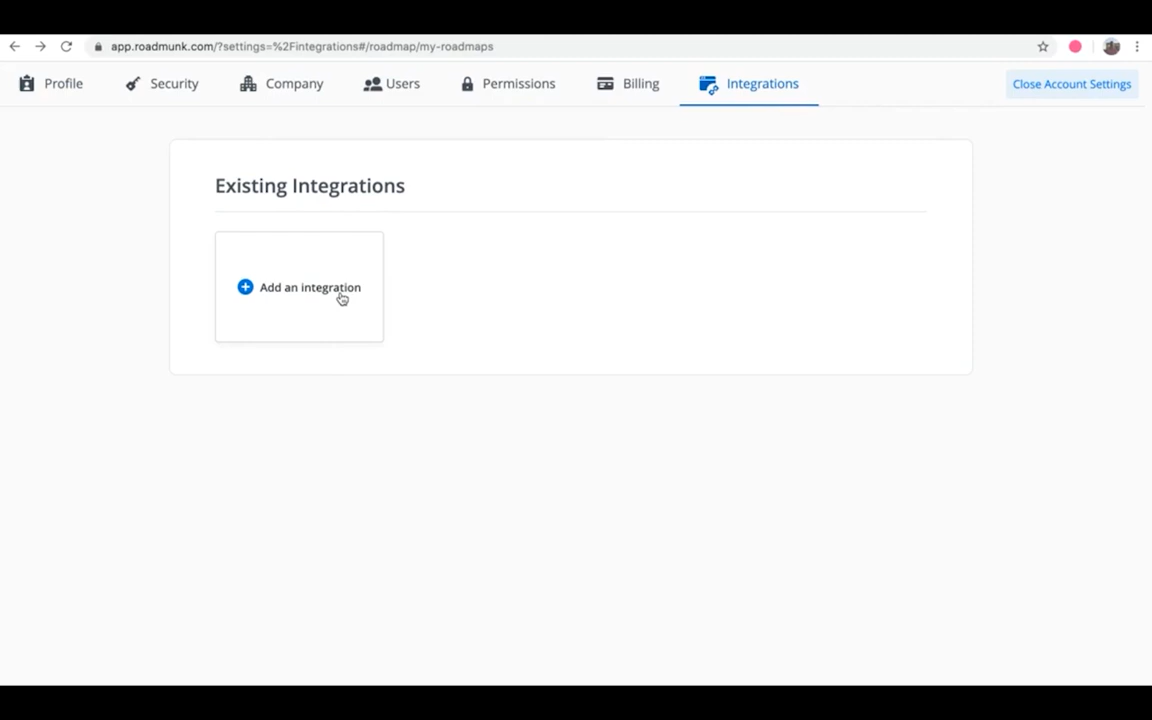 app.roadmunk.com/?settings=%2Fintegrations#/roadmap/my-roadmaps
Profile Security Company Users Permissions Billing Integrations Close Account Settings
Existing Integrations
Add an integration